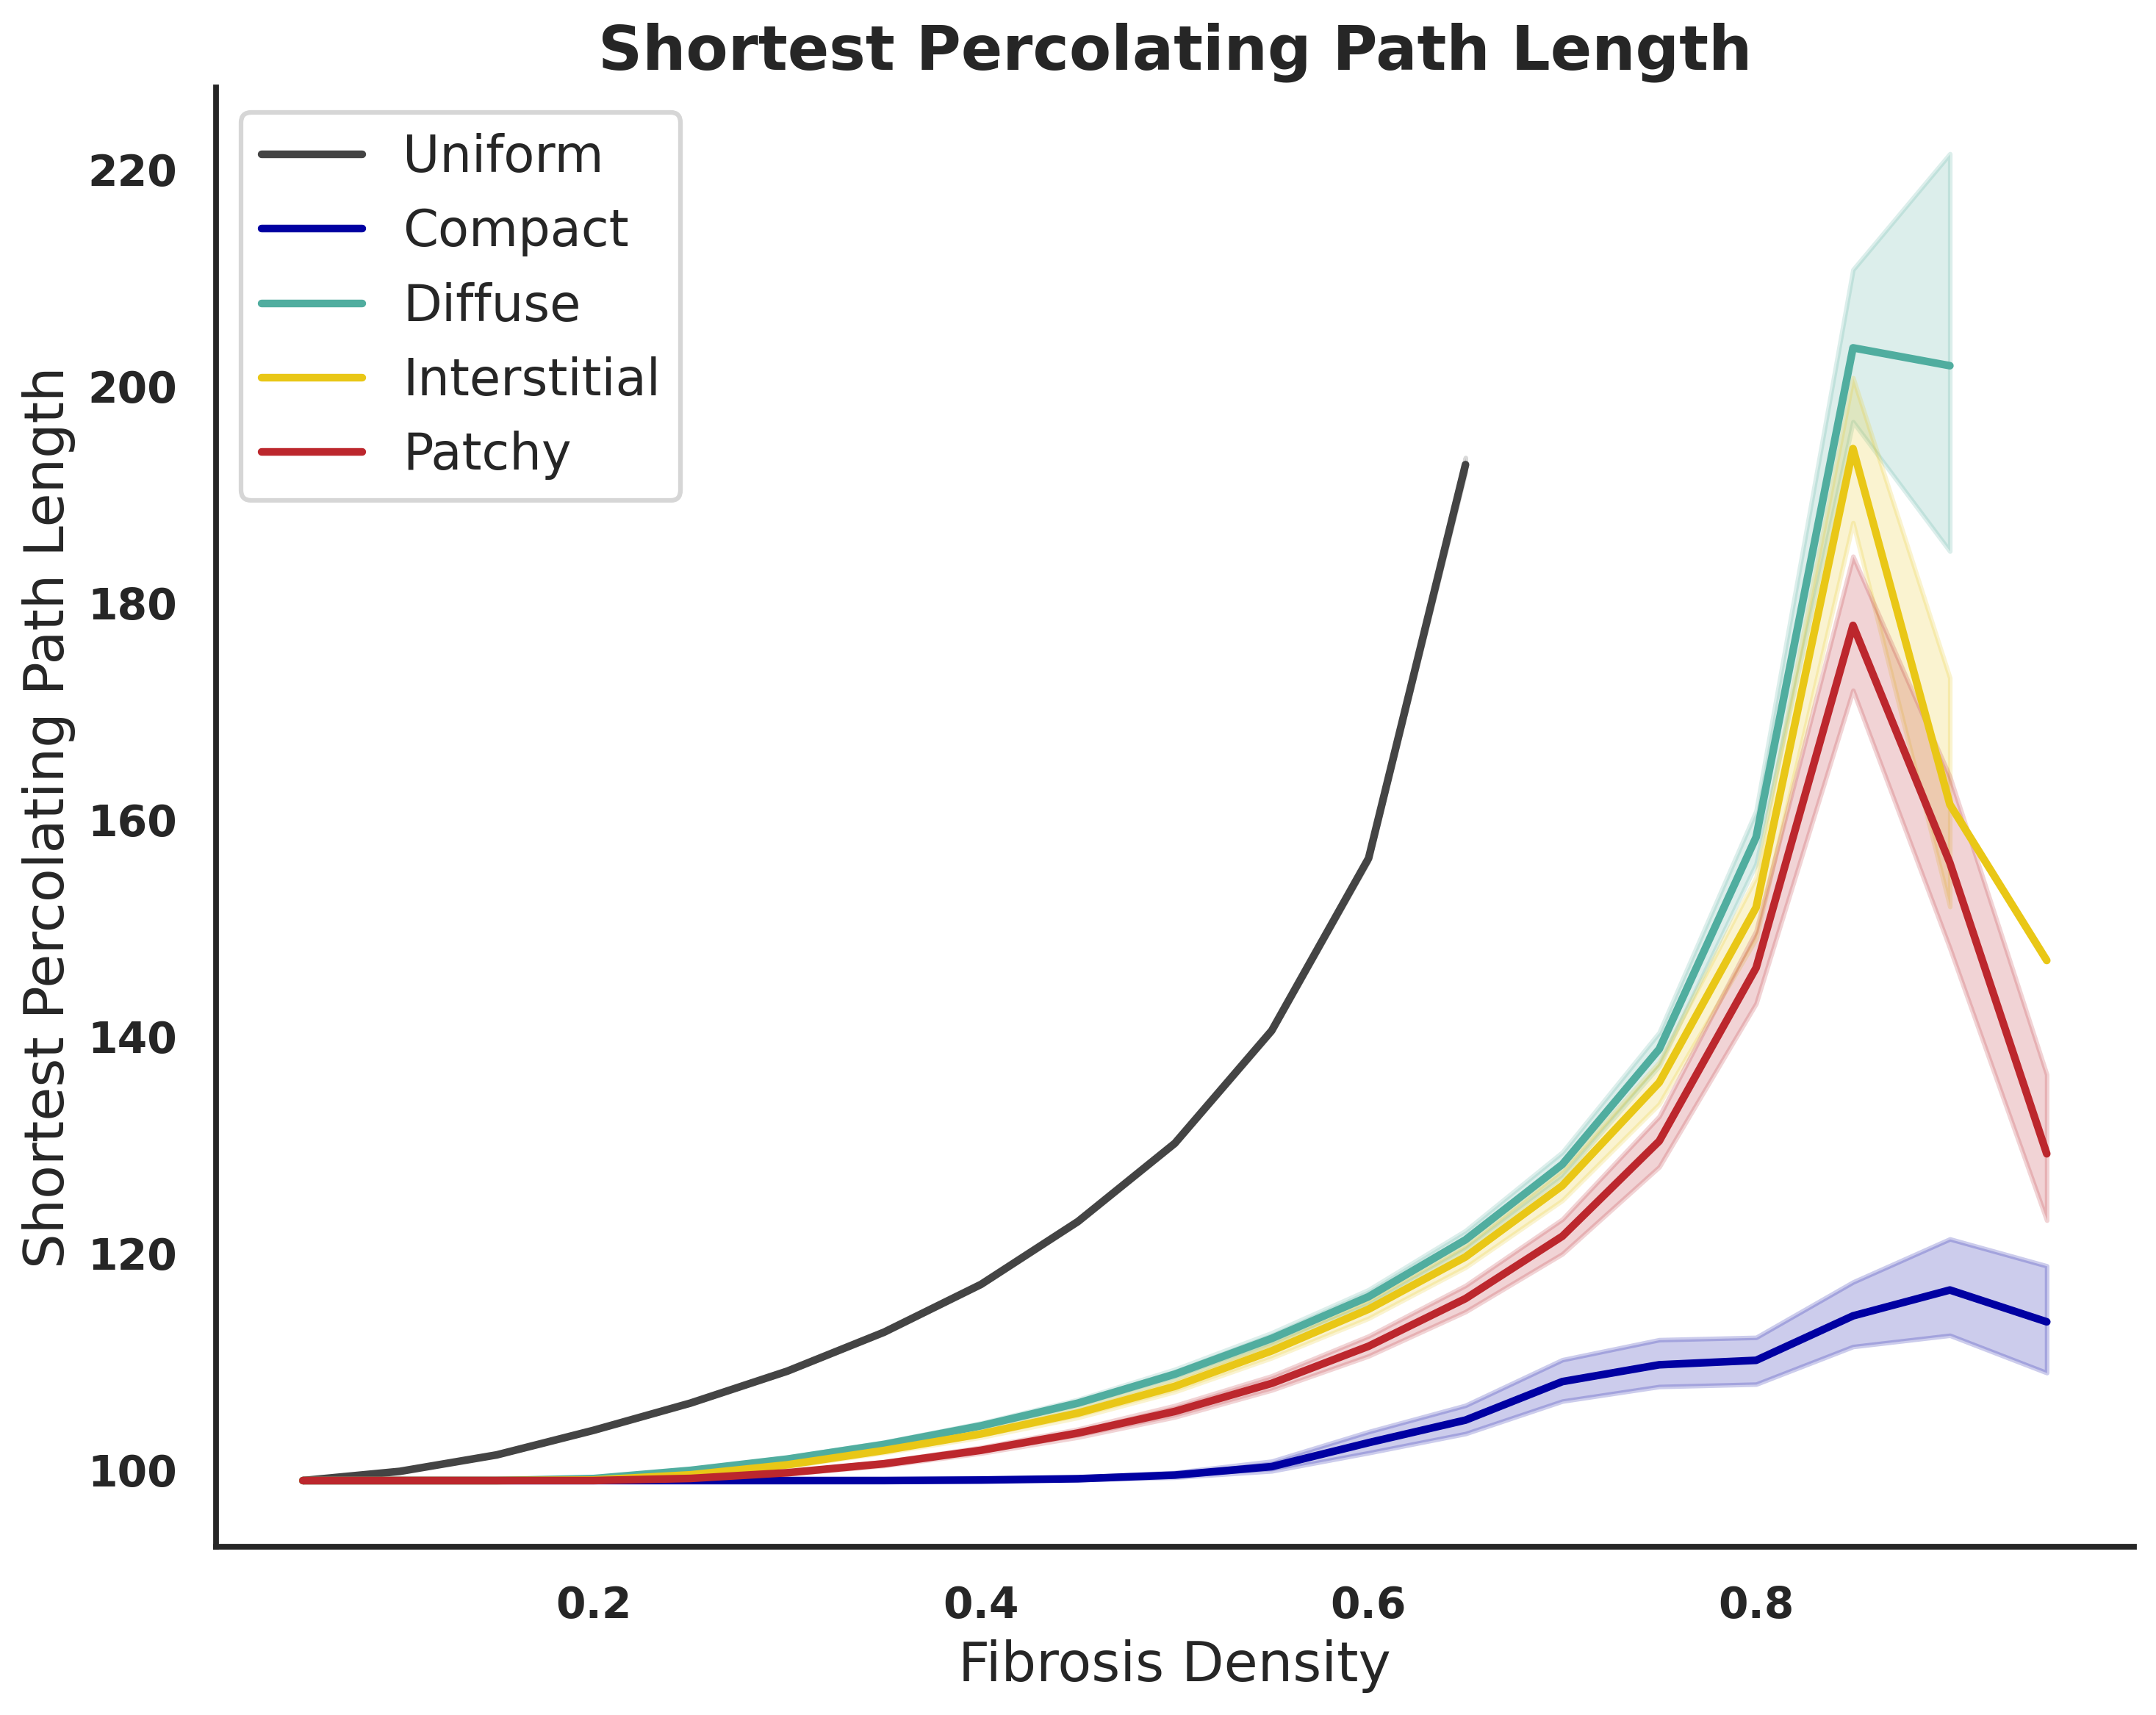 Shortest Percolating Path Length
Uniform
Compact
Diffuse
Interstitial
Patchy
Shortest Percolating Path Length
220
200
180
160
140
120
100
0.2 0.4 0.6 0.8
Fibrosis Density